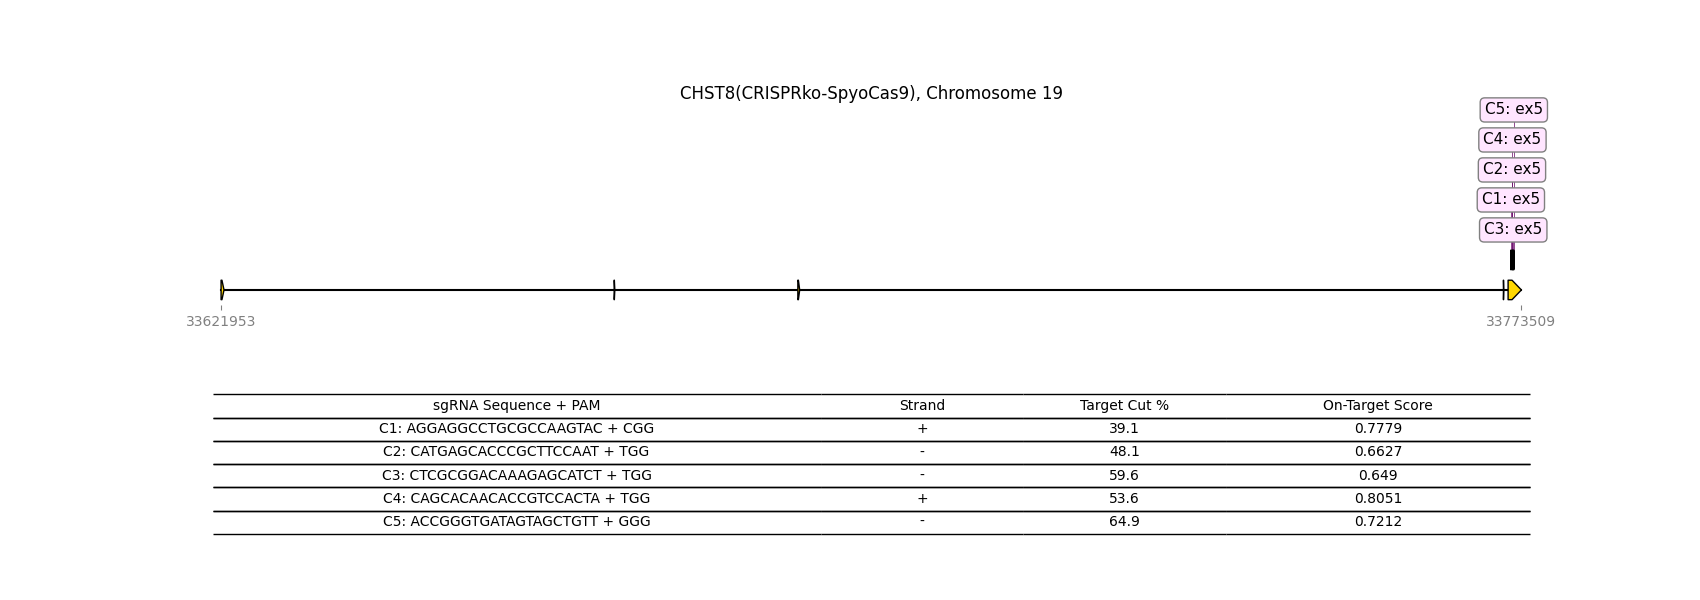 CHST8(CRISPRko-SpyoCas9), Chromosome 19
C5: ex5
C4: ex5
C2: ex5
C1: ex5
C3: ex5
33621953 33773509
sgRNA Sequence + PAM Strand Target Cut % On-Target Score
C1: AGGAGGCCTGCGCCAAGTAC + CGG + 39.1 0.7779
C2: CATGAGCACCCGCTTCCAAT + TGG - 48.1 0.6627
C3: CTCGCGGACAAAGAGCATCT + TGG - 59.6 0.649
C4: CAGCACAACACCGTCCACTA + TGG + 53.6 0.8051
C5: ACCGGGTGATAGTAGCTGTT + GGG - 64.9 0.7212